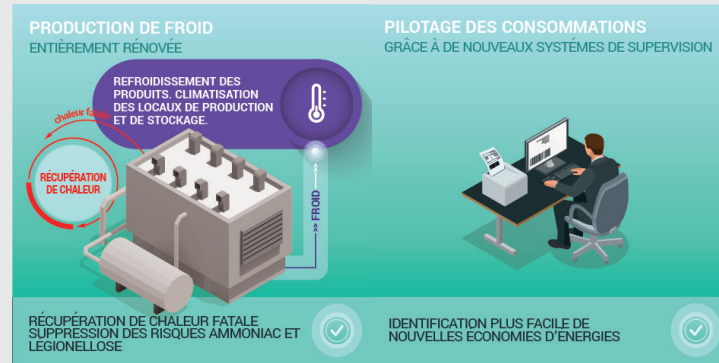 PRODUCTION DE FROID
ENTIÈREMENT RÉNOVÉE
REFROIDISSEMENT DES
PRODUITS. CLIMATISATION
DES LOCAUX DE PRODUCTION
ET DE STOCKAGE.
chaleur fatale
RÉCUPÉRATION
DE CHALEUR
>> FROID >>>
RÉCUPÉRATION DE CHALEUR FATALE
SUPPRESSION DES RISQUES AMMONIAC ET
LEGIONELLOSE
PILOTAGE DES CONSOMMATIONS
GRÂCE À DE NOUVEAUX SYSTÉMES DE SUPERVISION
IDENTIFICATION PLUS FACILE DE
NOUVELLES ECONOMIES D'ENERGIES